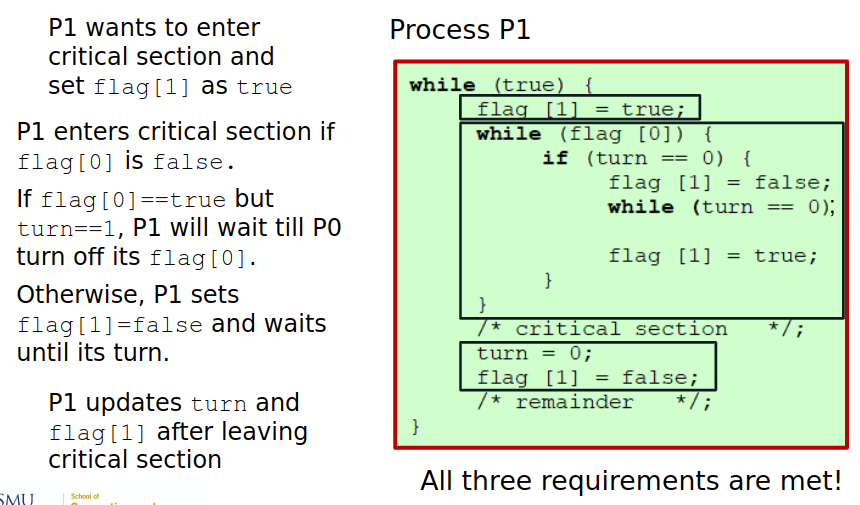 P1 wants to enter
critical section and
set flag[1] as true
P1 enters critical section if
flag[0] is false.
If flag[0]==true but
turn==1, P1 will wait till P0
turn off its flag[0].
Otherwise, P1 sets
flag[1]=false and waits
until its turn.
P1 updates turn and
flag[1] after leaving
critical section
Process P1
while (true) {
flag [1] = true;
while (flag [0]) {
if (turn == 0) {
flag [1] = false;
while (turn == 0);
flag [1] = true;
}
}
/* critical section */;
turn = 0;
flag [1] = false;
/* remainder */;
}
All three requirements are met!
SMU
School of